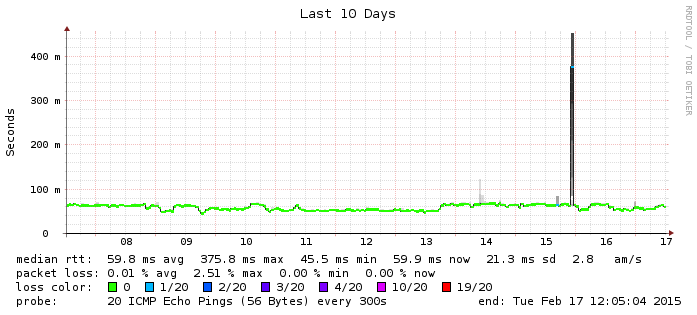 Last 10 Days
RRDTOOL / TOBI OETIKER
Seconds
400 m
300 m
200 m
100 m
0
08 09 10 11 12 13 14 15 16 17
median rtt: 59.8 ms avg 375.8 ms max 45.5 ms min 59.9 ms now 21.3 ms sd 2.8 am/s
packet loss: 0.01 % avg 2.51 % max 0.00 % min 0.00 % now
loss color: 0 1/20 2/20 3/20 4/20 10/20 19/20
probe: 20 ICMP Echo Pings (56 Bytes) every 300s end: Tue Feb 17 12:05:04 2015